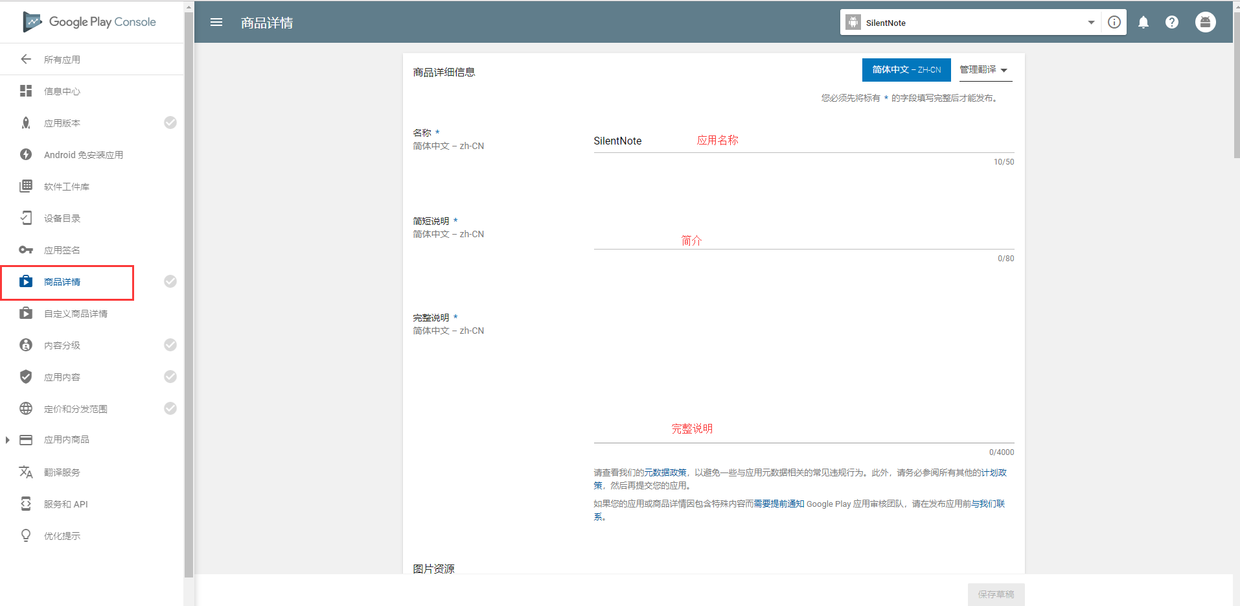 Google Play Console
商品详情
SilentNote
所有应用
信息中心
应用版本
Android 免安装应用
软件工件库
设备目录
应用签名
商品详情
自定义商品详情
内容分级
应用内容
定价和分发范围
应用内商品
翻译服务
服务和 API
优化提示
商品详细信息
简体中文 – ZH-CN
管理翻译
您必须先将标有 * 的字段填写完整后才能发布。
名称 *
简体中文 – zh-CN
SilentNote
应用名称
10/50
简短说明 *
简体中文 – zh-CN
简介
0/80
完整说明 *
简体中文 – zh-CN
完整说明
0/4000
请查看我们的元数据政策，以避免一些与应用元数据相关的常见违规行为。此外，请务必参阅所有其他的计划政
策，然后再提交您的应用。
如果您的应用或商品详情因包含特殊内容而需要提前通知 Google Play 应用审核团队，请在发布应用前与我们联
系。
图片资源
保存草稿